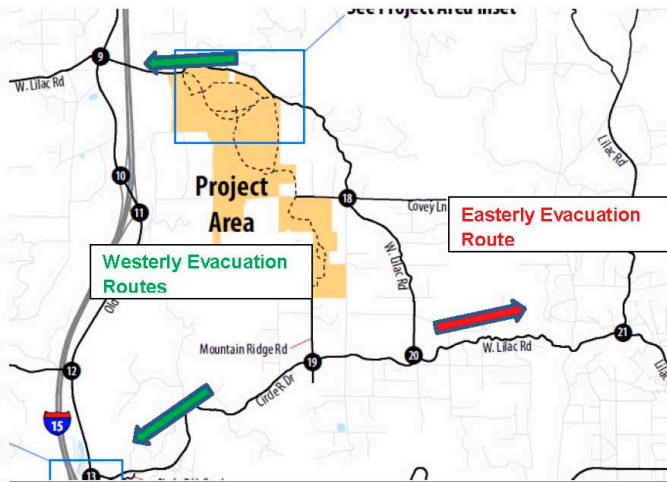 See Project Area Inset
9
W. Lilac Rd
10
11
Project
Area
18
Covey Ln
Lilac Rd
Easterly Evacuation
Route
Westerly Evacuation
Routes
W. Lilac Rd
Old
Mountain Ridge Rd
19
20
W. Lilac Rd
21
Lilac
12
Circle R Dr
15
13